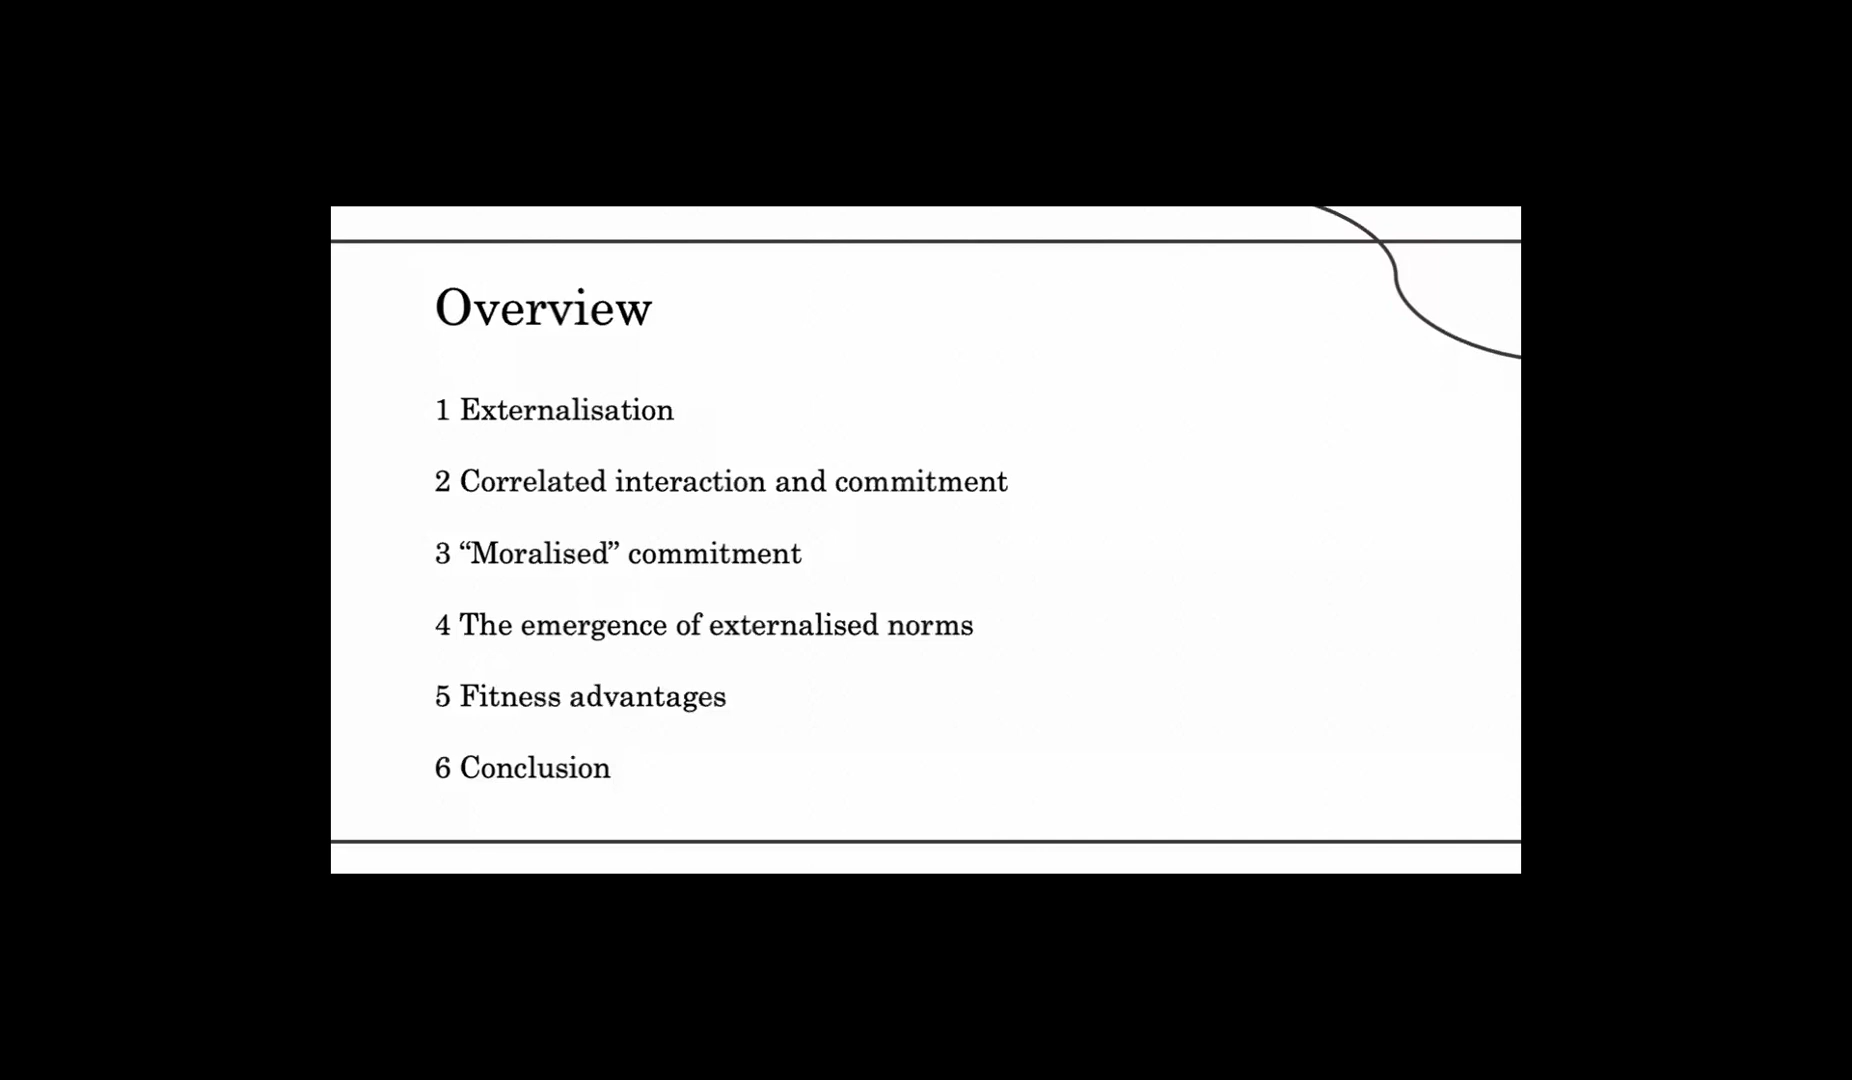 Overview
1 Externalisation
2 Correlated interaction and commitment
3 “Moralised” commitment
4 The emergence of externalised norms
5 Fitness advantages
6 Conclusion